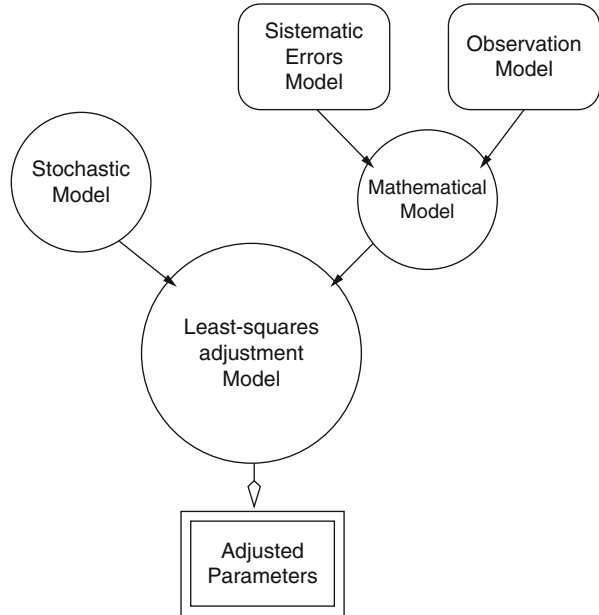 Sistematic
Errors
Model
Observation
Model
Stochastic
Model
Mathematical
Model
Least-squares
adjustment
Model
Adjusted
Parameters